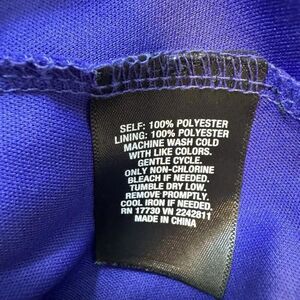 SELF: 100% POLYESTER
LINING: 100% POLYESTER
MACHINE WASH COLD
WITH LIKE COLORS.
GENTLE CYCLE.
ONLY NON-CHLORINE
BLEACH IF NEEDED.
TUMBLE DRY LOW.
REMOVE PROMPTLY.
COOL IRON IF NEEDED.
RN 17730 VN 2242811
MADE IN CHINA